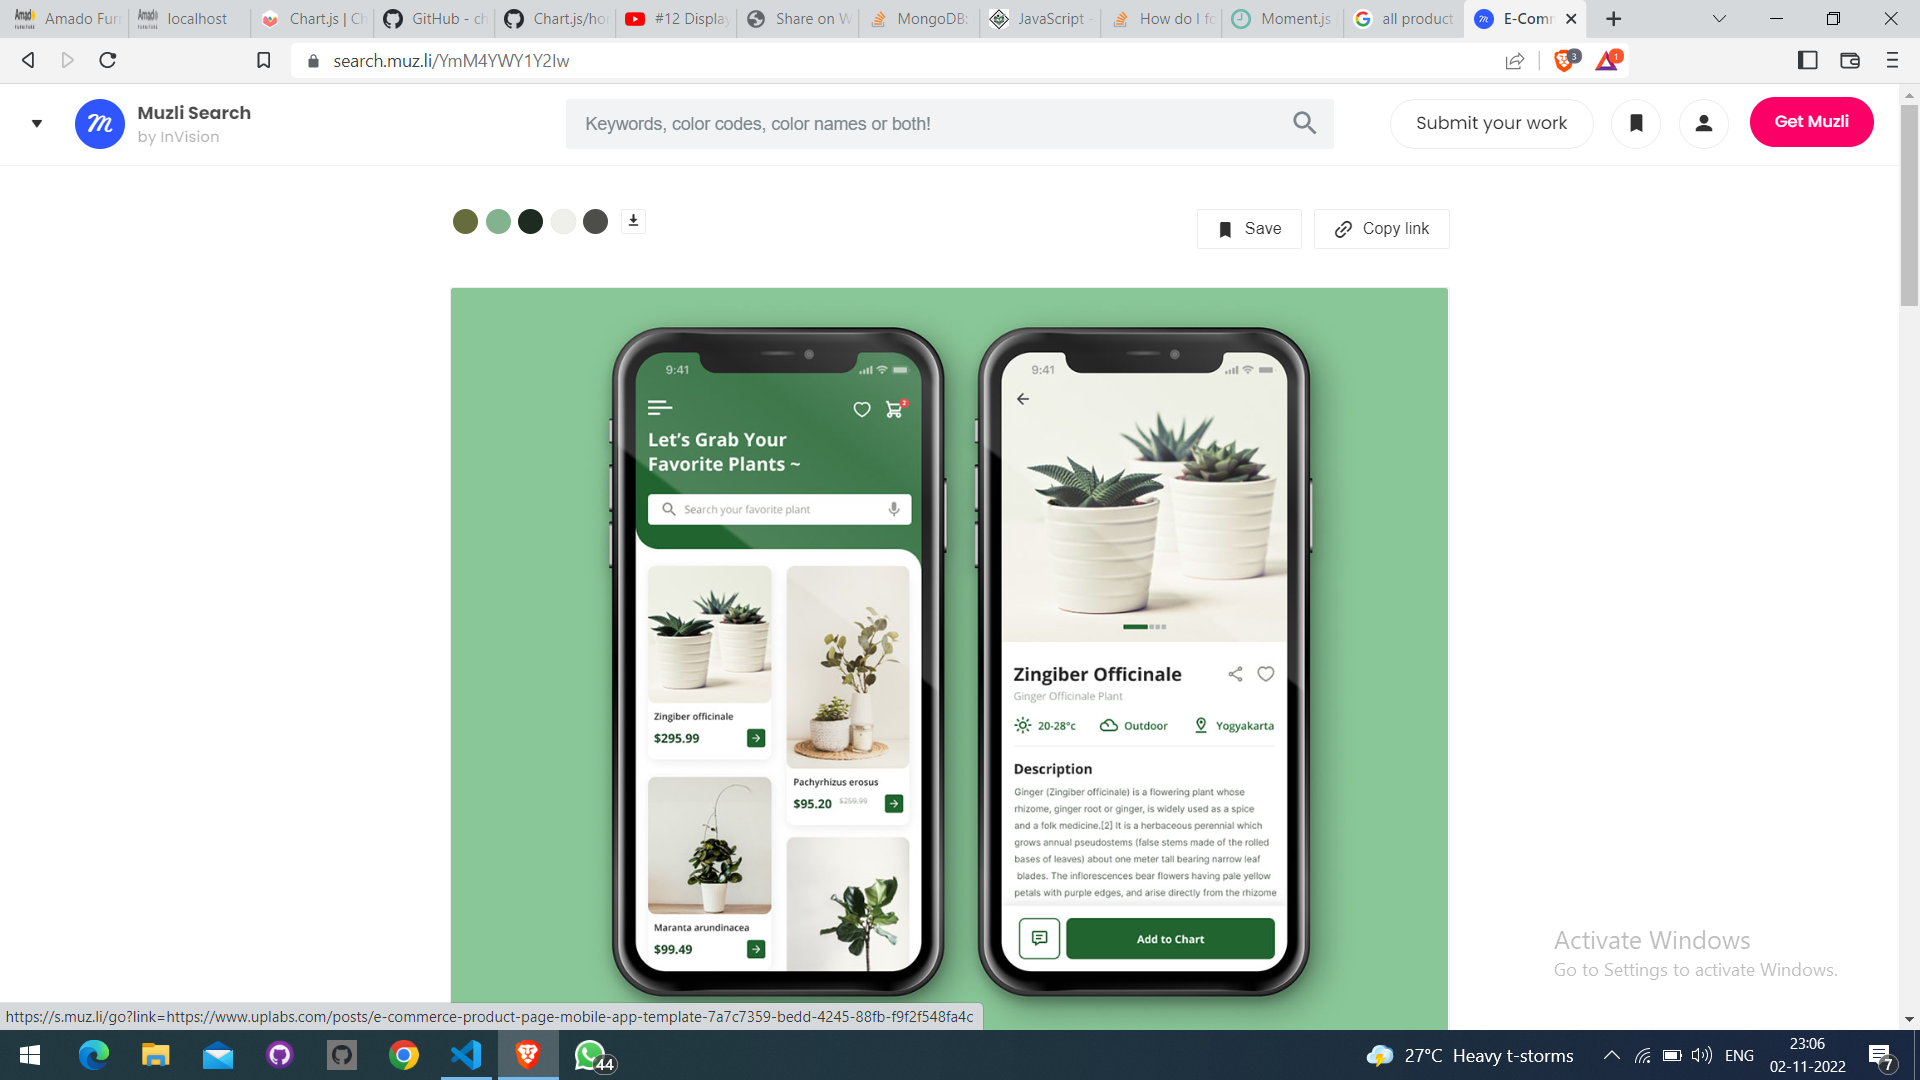 Amado Furn
localhost
Chart.js | Ch
GitHub - ch
Chart.js/hor
#12 Display
Share on W
MongoDB:
JavaScript -
How do I fo
Moment.js
all product
E-Comm
search.muz.li/YmM4YWY1Y2Iw
3
1
Muzli Search
by InVision
Keywords, color codes, color names or both!
Submit your work
Get Muzli
Save
Copy link
9:41
2
Let's Grab Your
Favorite Plants ~
Search your favorite plant
Zingiber officinale
$295.99
Pachyrhizus erosus
$95.20 $259.99
Maranta arundinacea
$99.49
9:41
Zingiber Officinale
Ginger Officinale Plant
20-28°c Outdoor Yogyakarta
Description
Ginger (Zingiber officinale) is a flowering plant whose
rhizome, ginger root or ginger, is widely used as a spice
and a folk medicine.[2] It is a herbaceous perennial which
grows annual pseudostems (false stems made of the rolled
bases of leaves) about one meter tall bearing narrow leaf
blades. The inflorescences bear flowers having pale yellow
petals with purple edges, and arise directly from the rhizome
Add to Chart
Activate Windows
Go to Settings to activate Windows.
https://s.muz.li/go?link=https://www.uplabs.com/posts/e-commerce-product-page-mobile-app-template-7a7c7359-bedd-4245-88fb-f9f2f548fa4c
44
27°C Heavy t-storms
ENG
23:06
02-11-2022
7